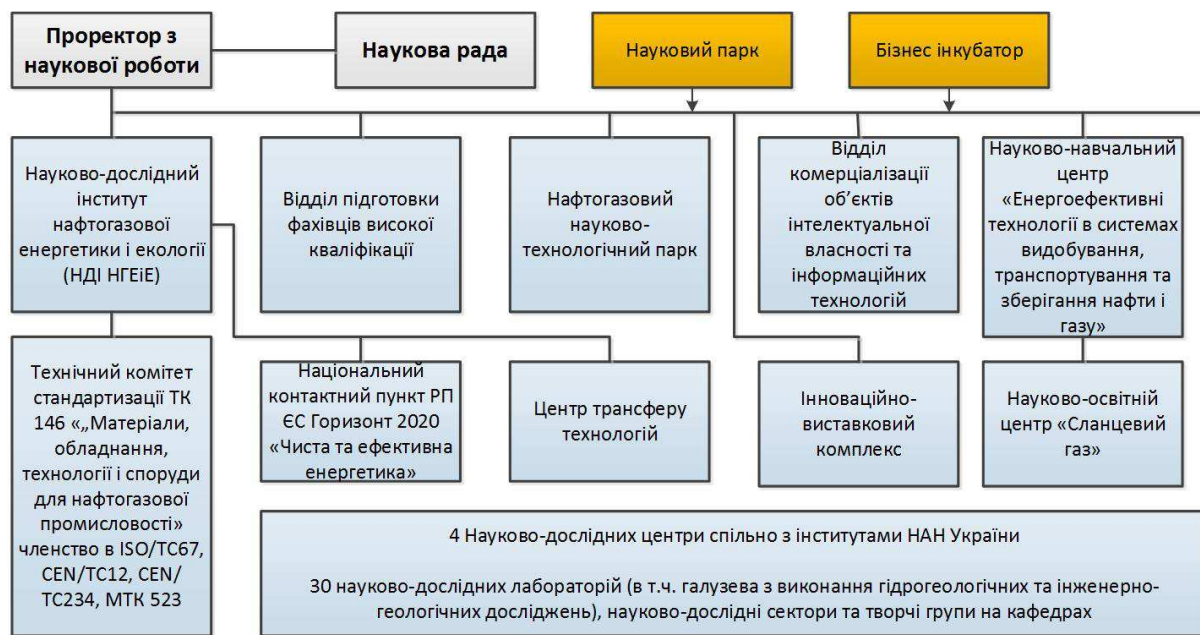 Проректор з
наукової роботи
Наукова рада
Науковий парк
Бізнес інкубатор
Науково-дослідний
інститут
нафтогазової
енергетики і екології
(НДІ НГЕіЕ)
Відділ підготовки
фахівців високої
кваліфікації
Нафтогазовий
науково-
технологічний парк
Відділ
комерціалізації
об’єктів
інтелектуальної
власності та
інформаційних
технологій
Науково-навчальний
центр
«Енергоефективні
технології в системах
видобування,
транспортування та
зберігання нафти і
газу»
Технічний комітет
стандартизації ТК
146 «„Матеріали,
обладнання,
технології і споруди
для нафтогазової
промисловості»
членство в ISO/TC67,
CEN/TC12, CEN/
TC234, МТК 523
Національний
контактний пункт РП
ЄС Горизонт 2020
«Чиста та ефективна
енергетика»
Центр трансферу
технологій
Інноваційно-
виставковий
комплекс
Науково-освітній
центр «Сланцевий
газ»
4 Науково-дослідних центри спільно з інститутами НАН України
30 науково-дослідних лабораторій (в т.ч. галузева з виконання гідрогеологічних та інженерно-
геологічних досліджень), науково-дослідні сектори та творчі групи на кафедрах